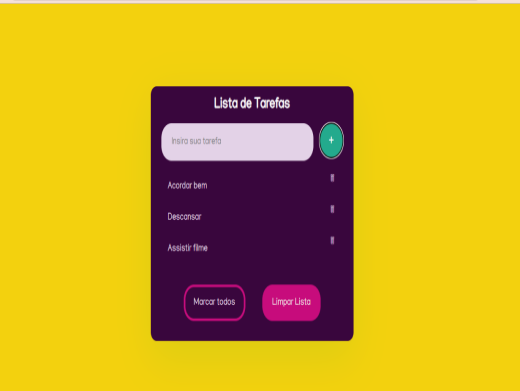 Lista de Tarefas
Insira sua tarefa
+
Acordar bem
Descansar
Assistir filme
Marcar todos
Limpar Lista